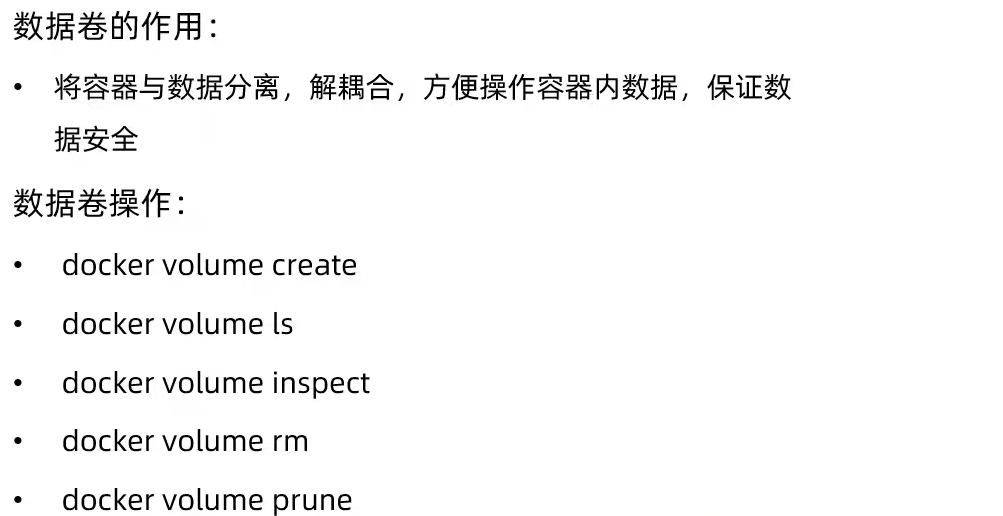 数据卷的作用：
• 将容器与数据分离，解耦合，方便操作容器内数据，保证数
据安全
数据卷操作：
• docker volume create
• docker volume ls
• docker volume inspect
• docker volume rm
• docker volume prune